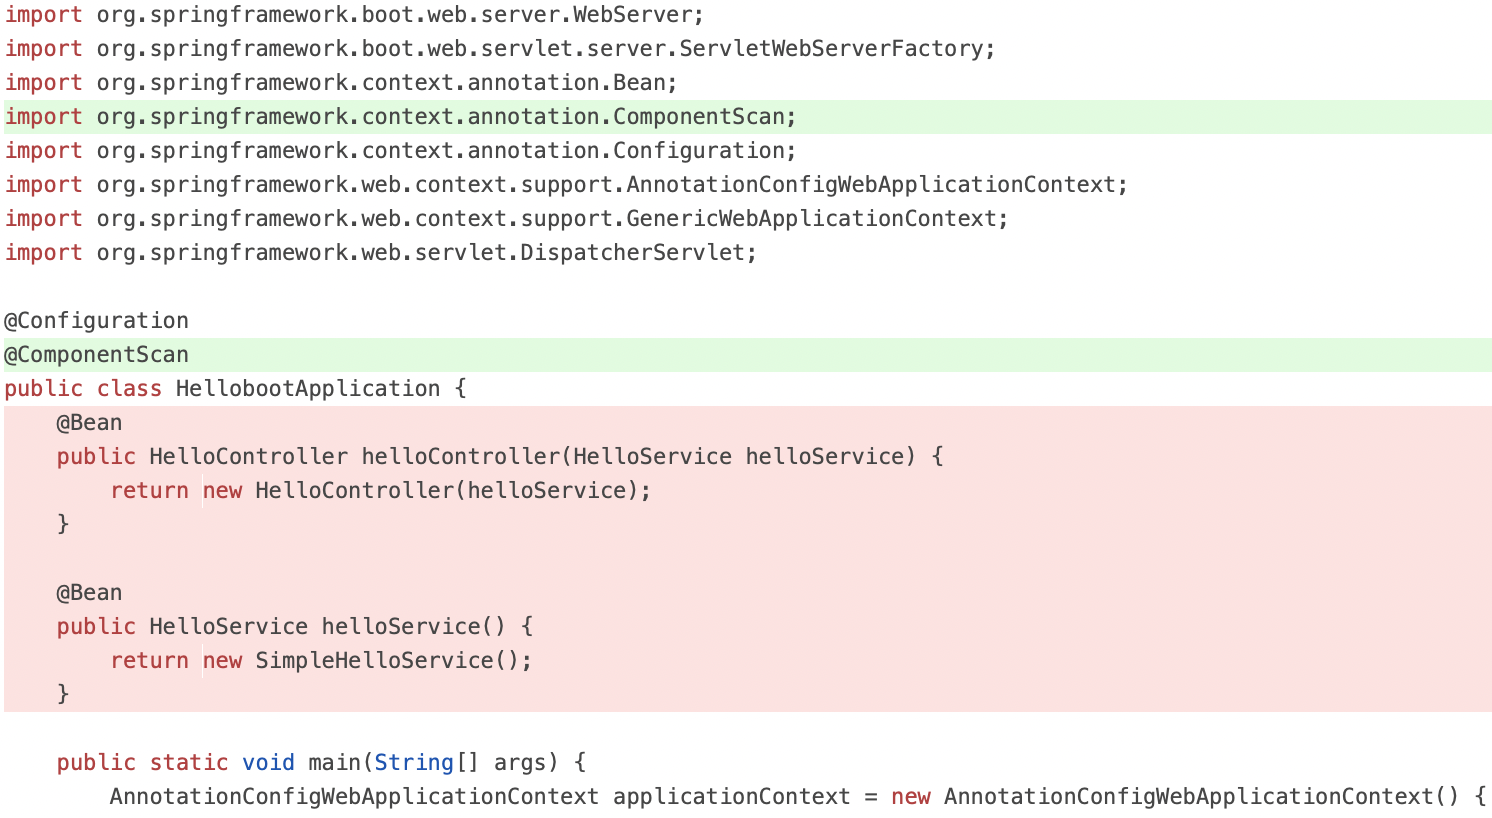 import org.springframework.boot.web.server.WebServer;
import org.springframework.boot.web.servlet.server.ServletWebServerFactory;
import org.springframework.context.annotation.Bean;
import org.springframework.context.annotation.ComponentScan;
import org.springframework.context.annotation.Configuration;
import org.springframework.web.context.support.AnnotationConfigWebApplicationContext;
import org.springframework.web.context.support.GenericWebApplicationContext;
import org.springframework.web.servlet.DispatcherServlet;

@Configuration
@ComponentScan
public class HellobootApplication {
    @Bean
    public HelloController helloController(HelloService helloService) {
        return new HelloController(helloService);
    }

    @Bean
    public HelloService helloService() {
        return new SimpleHelloService();
    }

    public static void main(String[] args) {
        AnnotationConfigWebApplicationContext applicationContext = new AnnotationConfigWebApplicationContext() {